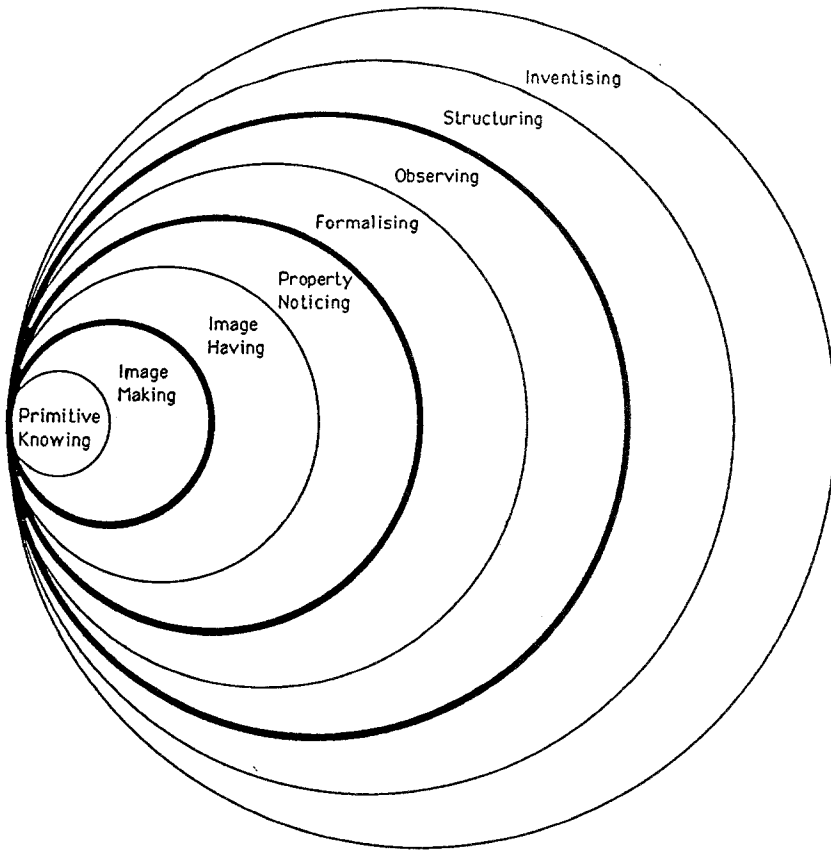 Inventising
Structuring
Observing
Formalising
Property
Noticing
Image
Having
Image
Making
Primitive
Knowing